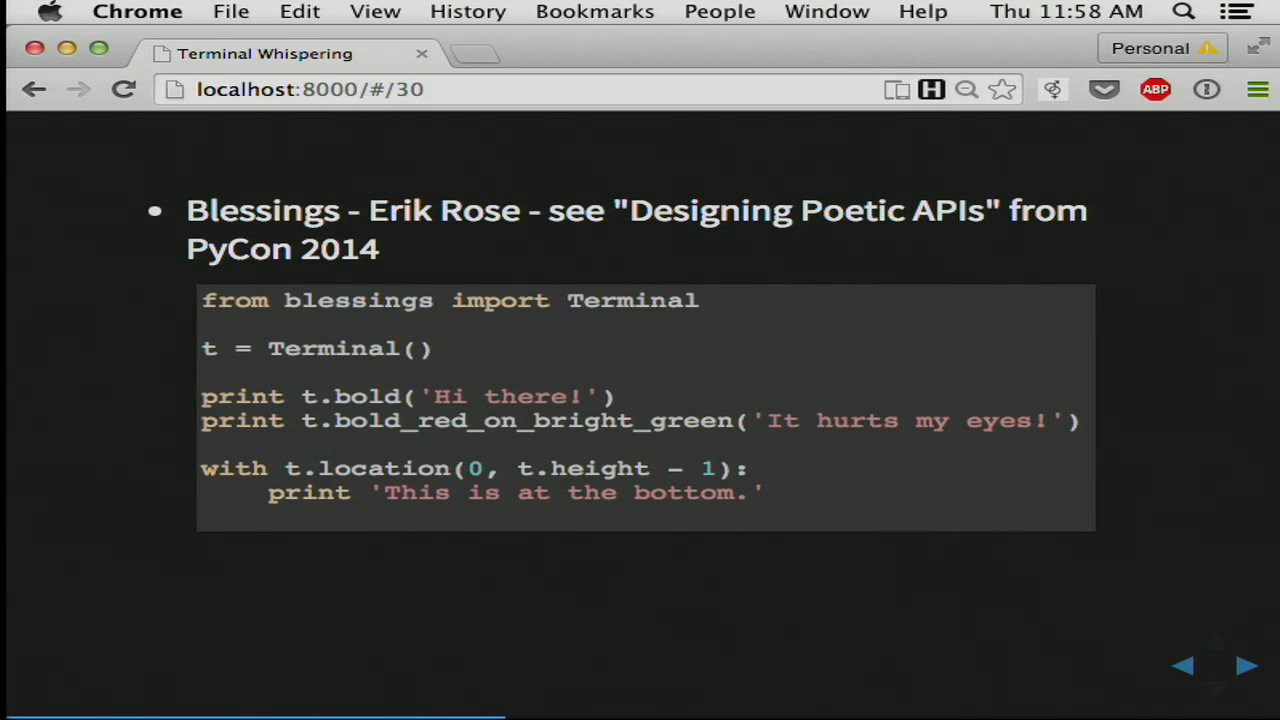 Chrome File Edit View History Bookmarks People Window Help Thu 11:58 AM
Terminal Whispering
Personal
localhost:8000/#/30
H
ABP
• Blessings - Erik Rose - see "Designing Poetic APIs" from
PyCon 2014
from blessings import Terminal
t = Terminal()
print t.bold('Hi there!')
print t.bold_red_on_bright_green('It hurts my eyes!')
with t.location(0, t.height - 1):
print 'This is at the bottom.'